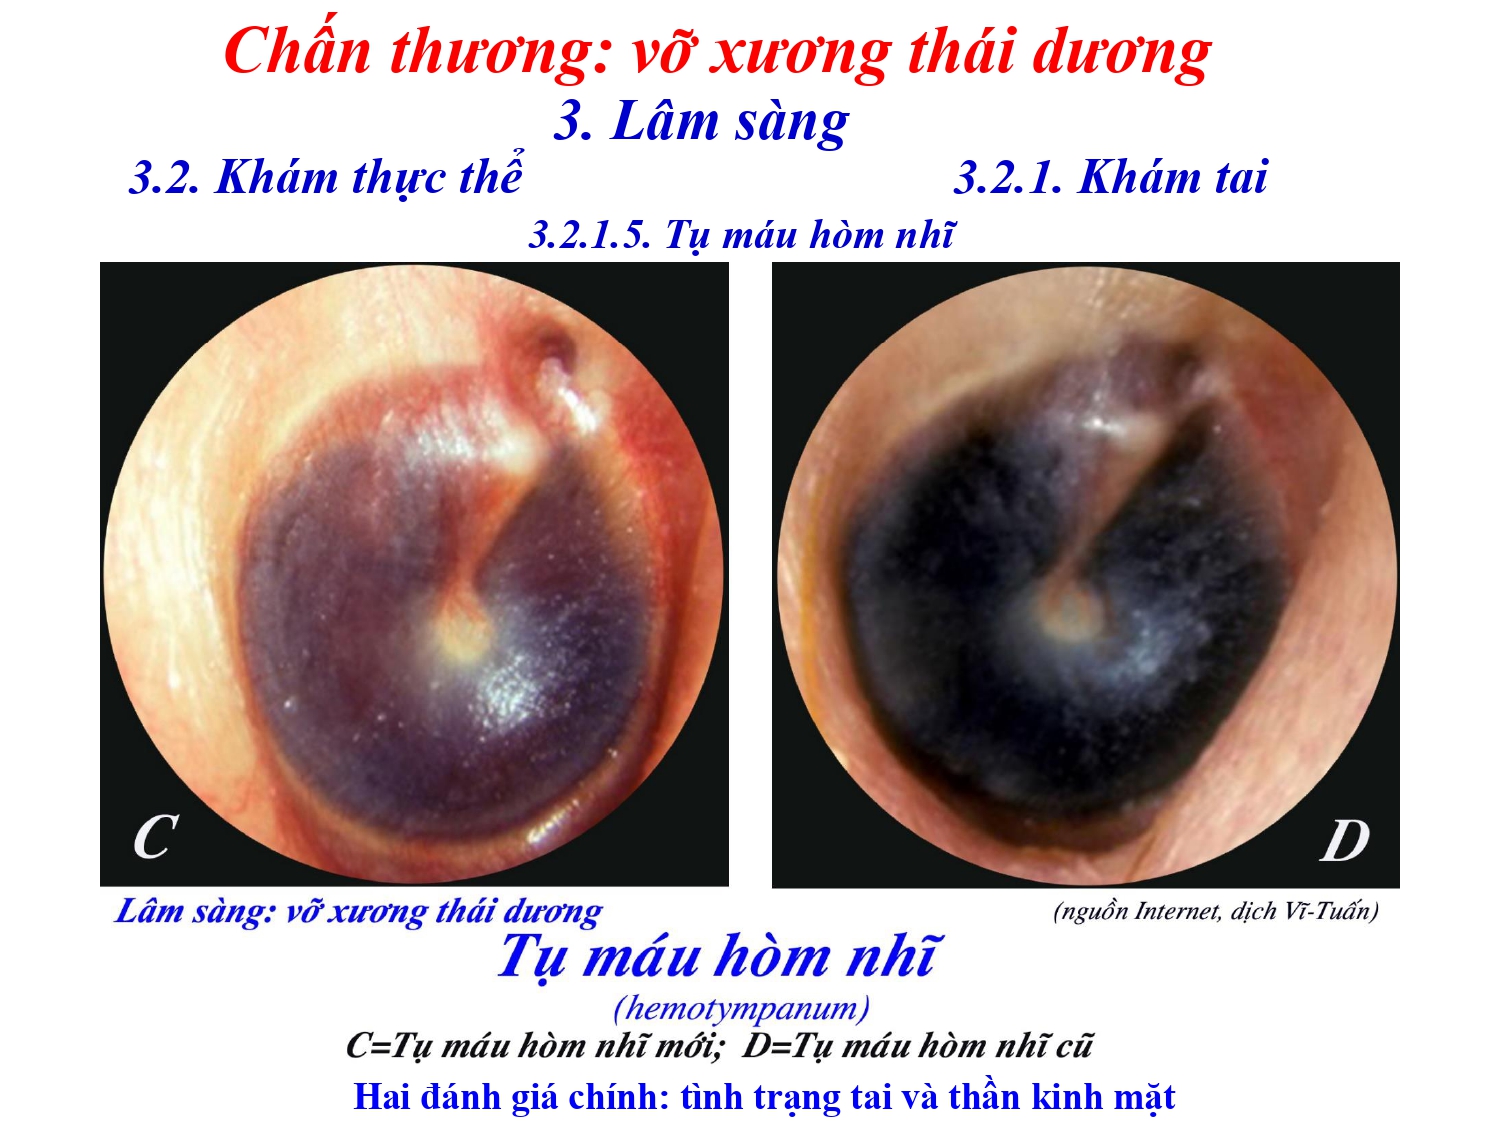 Chấn thương: vỡ xương thái dương
3. Lâm sàng
3.2. Khám thực thể 3.2.1. Khám tai
3.2.1.5. Tụ máu hòm nhĩ
C D
Lâm sàng: vỡ xương thái dương (nguồn Internet, dịch Vĩ-Tuấn)
Tụ máu hòm nhĩ
(hemotympanum)
C=Tụ máu hòm nhĩ mới; D=Tụ máu hòm nhĩ cũ
Hai đánh giá chính: tình trạng tai và thần kinh mặt